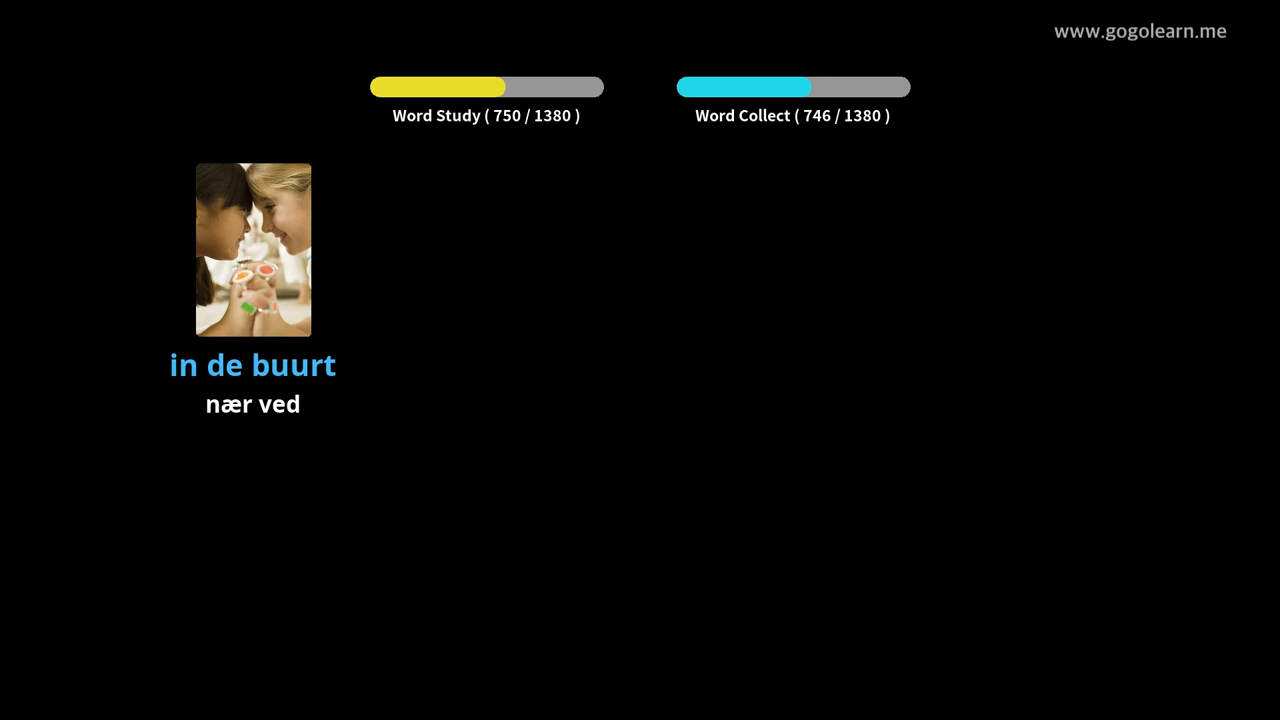 www.gogolearn.me
Word Study ( 750 / 1380 )
Word Collect ( 746 / 1380 )
in de buurt
nær ved